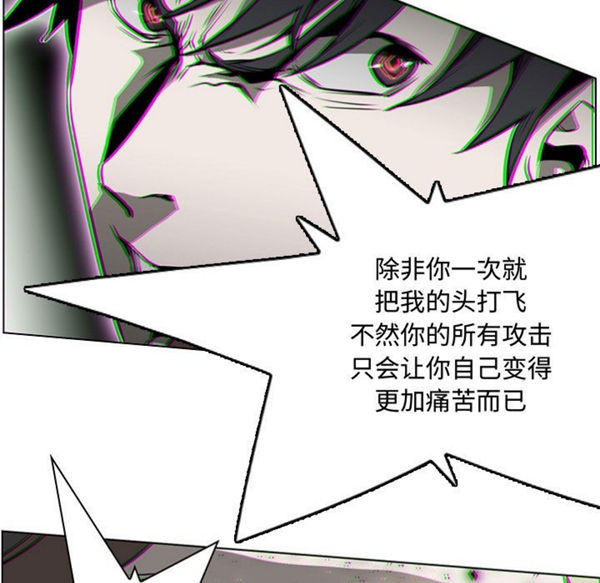 除非你一次就
把我的头打飞
不然你的所有攻击
只会让你自己变得
更加痛苦而已